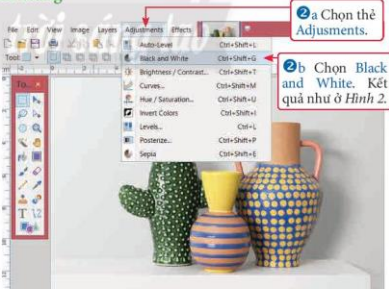 2a Chọn thẻ
Adjusments.
File Edit View Image Layers Adjustments Effects
Auto-Level Ctrl+Shift+L
Black and White Ctrl+Shift+G
Brightness / Contrast... Ctrl+Shift+T
Curves... Ctrl+Shift+M
Hue / Saturation... Ctrl+Shift+U
Invert Colors Ctrl+Shift+I
Levels... Ctrl+L
Posterize... Ctrl+Shift+P
Sepia Ctrl+Shift+E
2b Chọn Black
and White. Kết
quả như ở Hình 2.
Tool:
To...